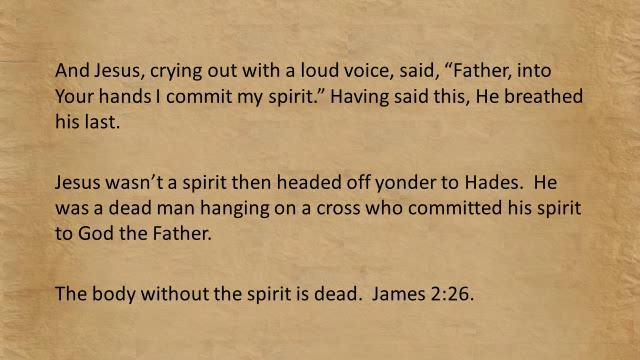 And Jesus, crying out with a loud voice, said, “Father, into
Your hands I commit my spirit.” Having said this, He breathed
his last.
Jesus wasn’t a spirit then headed off yonder to Hades.  He
was a dead man hanging on a cross who committed his spirit
to God the Father.
The body without the spirit is dead.  James 2:26.